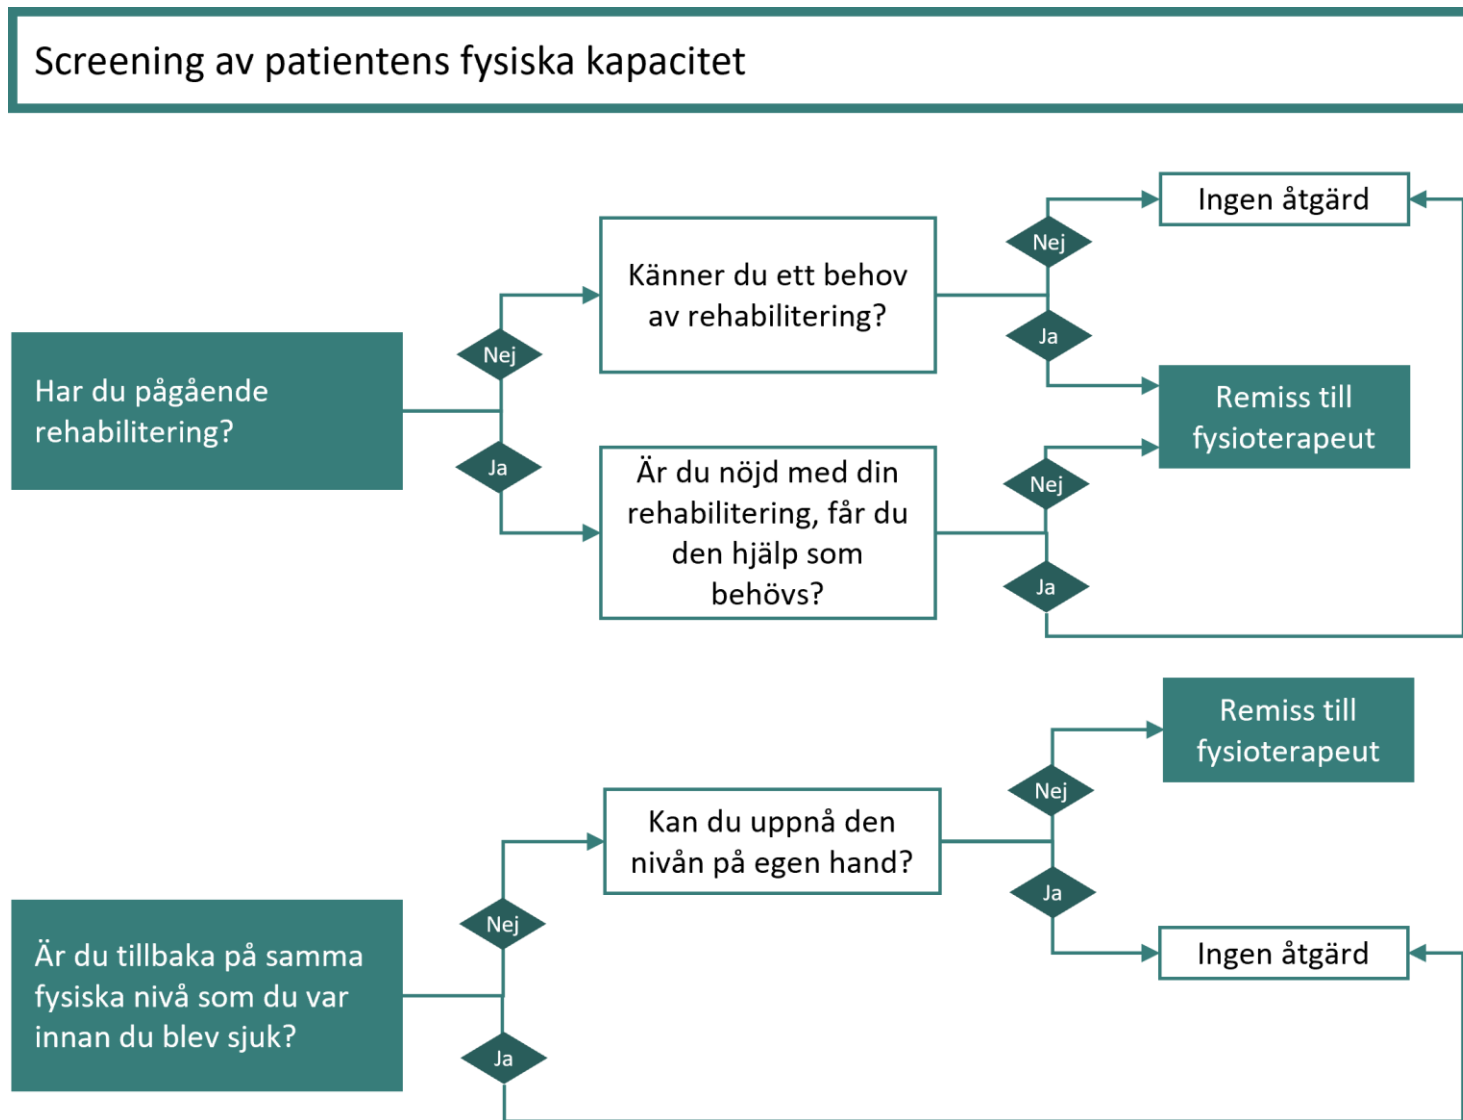 Screening av patientens fysiska kapacitet
Har du pågående
rehabilitering?
Nej
Ja
Känner du ett behov
av rehabilitering?
Nej
Ja
Ingen åtgärd
Remiss till
fysioterapeut
Är du nöjd med din
rehabilitering, får du
den hjälp som
behövs?
Nej
Ja
Är du tillbaka på samma
fysiska nivå som du var
innan du blev sjuk?
Nej
Ja
Kan du uppnå den
nivån på egen hand?
Nej
Ja
Remiss till
fysioterapeut
Ingen åtgärd